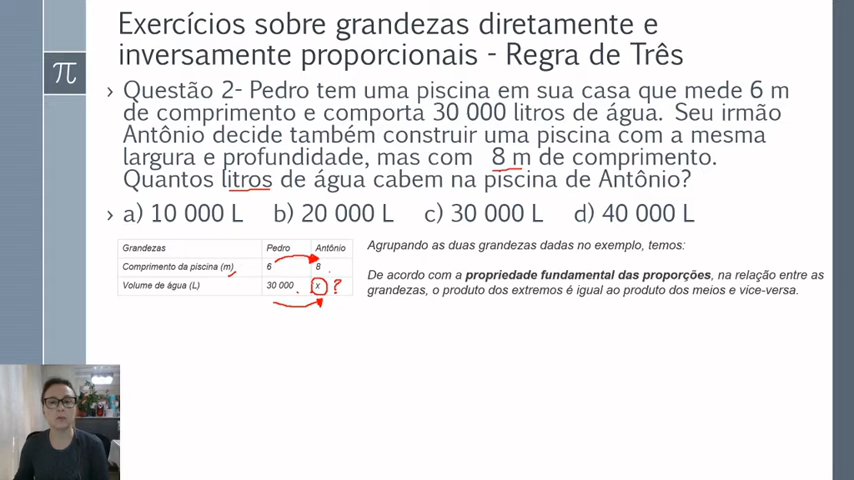 Exercícios sobre grandezas diretamente e
inversamente proporcionais - Regra de Três
π
› Questão 2- Pedro tem uma piscina em sua casa que mede 6 m
de comprimento e comporta 30 000 litros de água. Seu irmão
Antônio decide também construir uma piscina com a mesma
largura e profundidade, mas com 8 m de comprimento.
Quantos litros de água cabem na piscina de Antônio?
› a) 10 000 L b) 20 000 L c) 30 000 L d) 40 000 L
Grandezas Pedro Antônio
Comprimento da piscina (m) 6 8
Volume de água (L) 30 000 x ?
Agrupando as duas grandezas dadas no exemplo, temos:
De acordo com a propriedade fundamental das proporções, na relação entre as
grandezas, o produto dos extremos é igual ao produto dos meios e vice-versa.